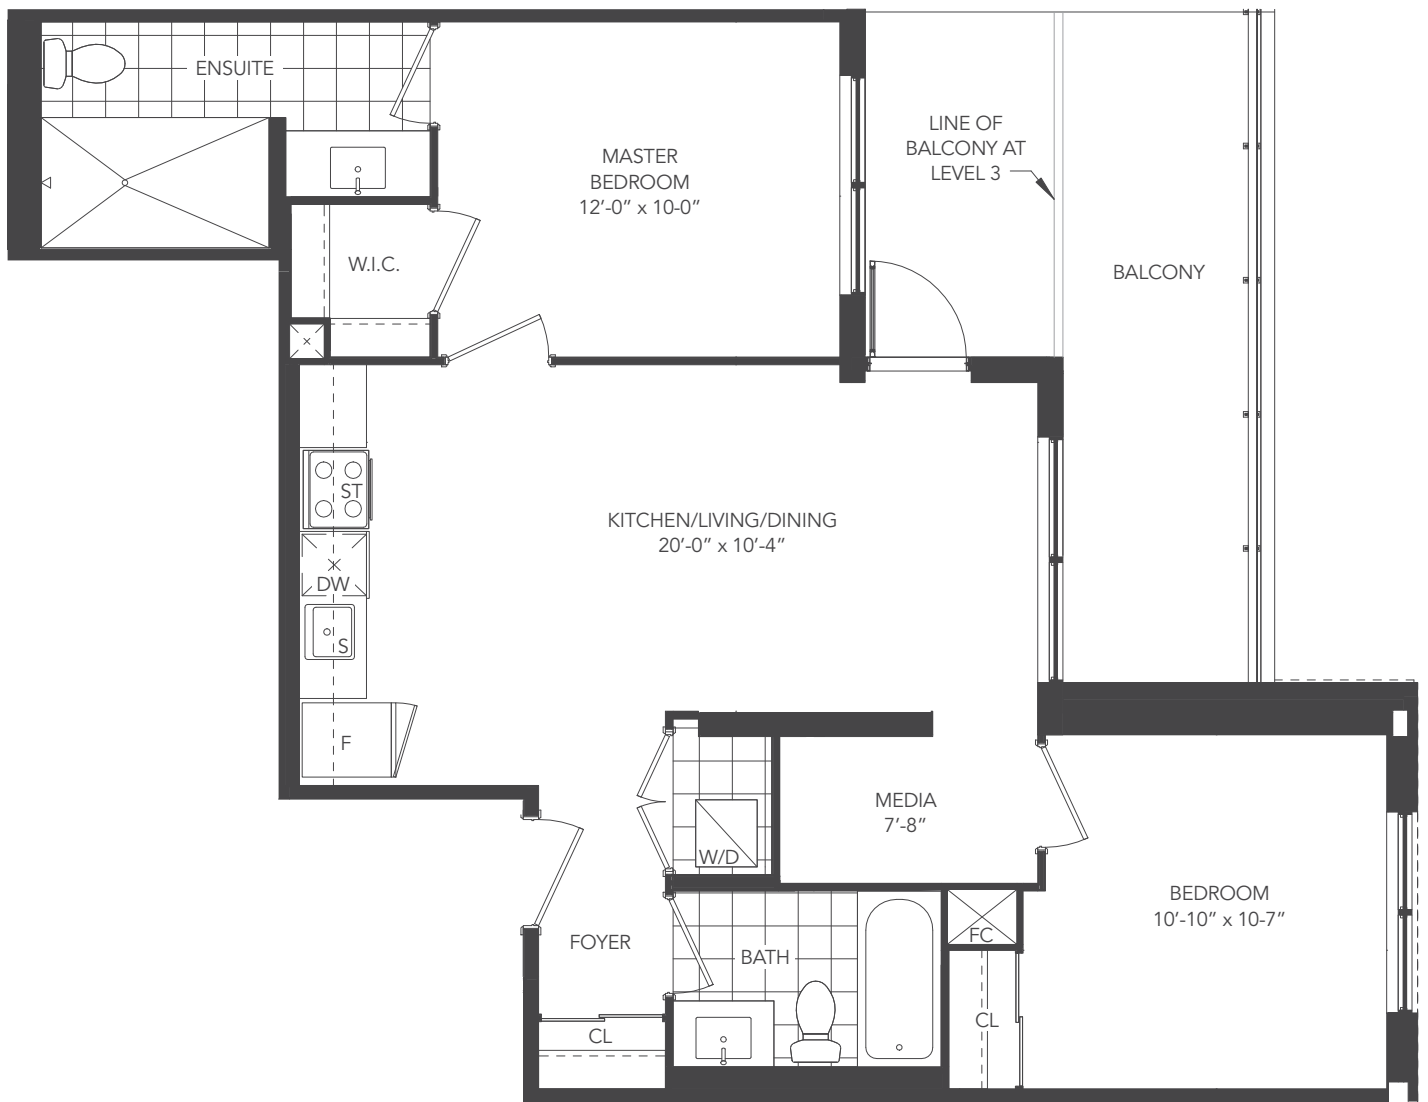 ENSUITE
MASTER
BEDROOM
12'-0" x 10-0"
LINE OF
BALCONY AT
LEVEL 3
W.I.C.
BALCONY
ST
KITCHEN/LIVING/DINING
20'-0" x 10'-4"
DW
S
F
MEDIA
7'-8"
W/D
BEDROOM
10'-10" x 10-7"
FOYER
BATH
FC
CL
CL